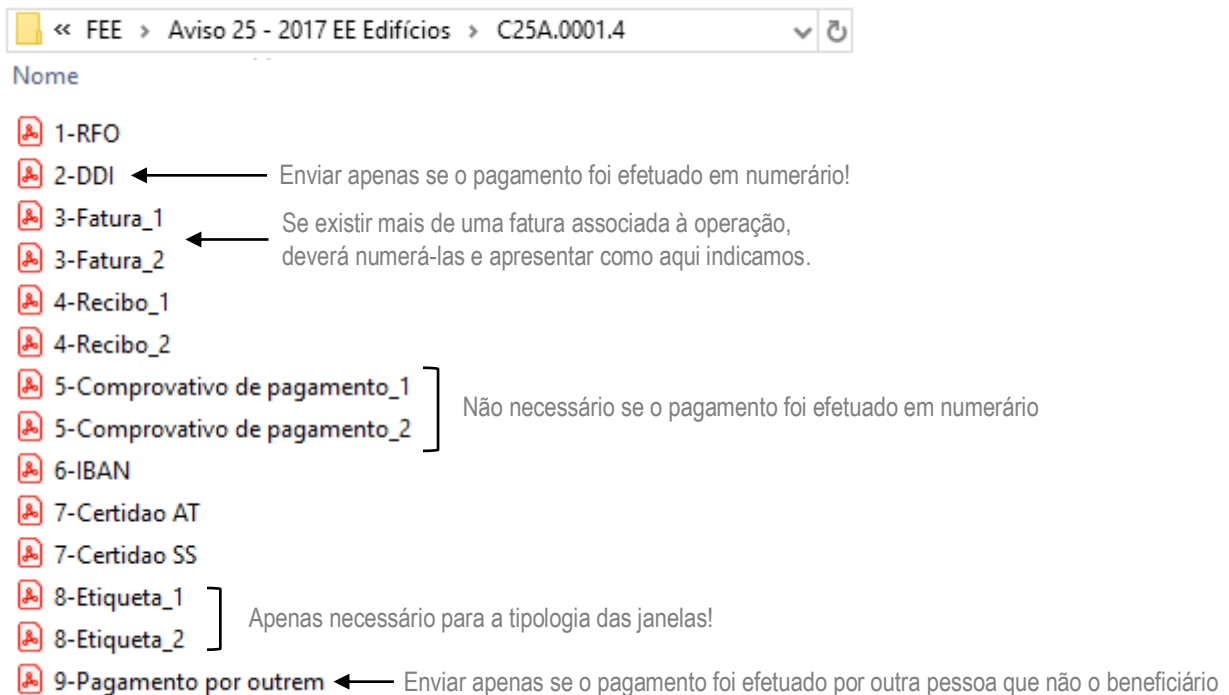 « FEE > Aviso 25 - 2017 EE Edifícios > C25A.0001.4
Nome
1-RFO
2-DDI Enviar apenas se o pagamento foi efetuado em numerário!
3-Fatura_1 Se existir mais de uma fatura associada à operação,
3-Fatura_2 deverá numerá-las e apresentar como aqui indicamos.
4-Recibo_1
4-Recibo_2
5-Comprovativo de pagamento_1
Não necessário se o pagamento foi efetuado em numerário
5-Comprovativo de pagamento_2
6-IBAN
7-Certidao AT
7-Certidao SS
8-Etiqueta_1
Apenas necessário para a tipologia das janelas!
8-Etiqueta_2
9-Pagamento por outrem Enviar apenas se o pagamento foi efetuado por outra pessoa que não o beneficiário